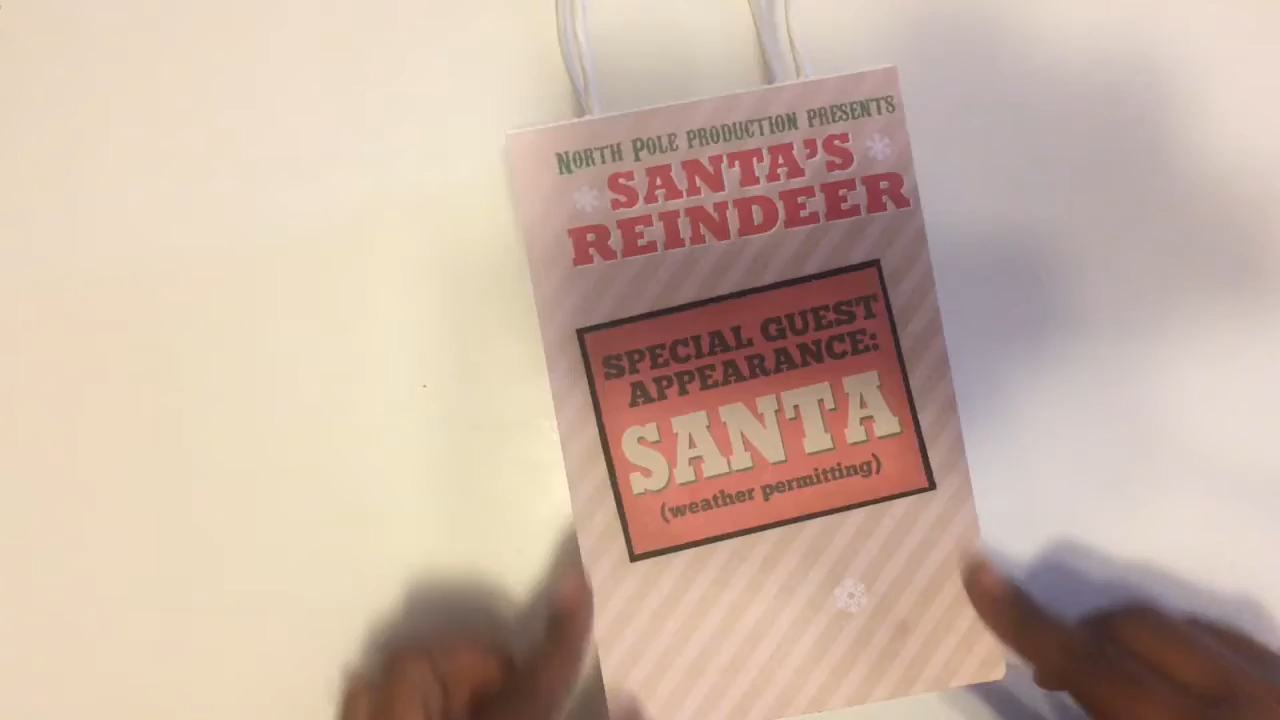 NORTH POLE PRODUCTION PRESENTS
SANTA'S
REINDEER
SPECIAL GUEST
APPEARANCE:
SANTA
(weather permitting)